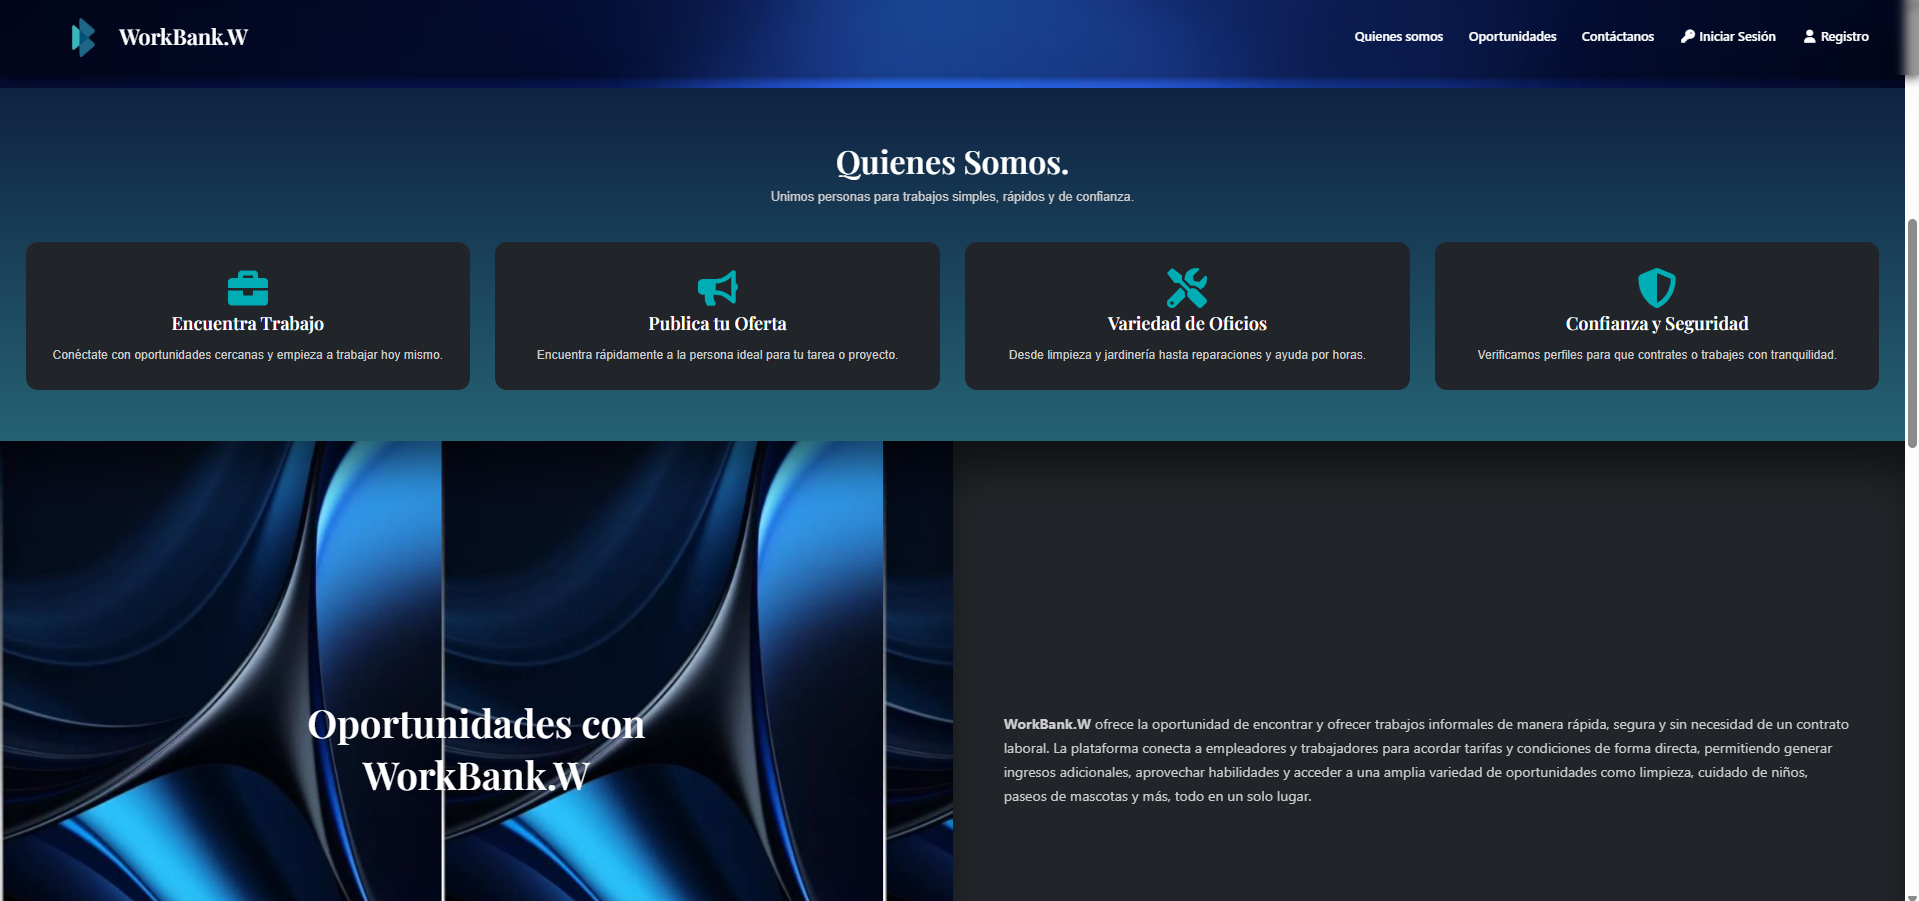 WorkBank.W
Quienes somos
Oportunidades
Contáctanos
Iniciar Sesión
Registro
Quienes Somos.
Unimos personas para trabajos simples, rápidos y de confianza.
Encuentra Trabajo
Conéctate con oportunidades cercanas y empieza a trabajar hoy mismo.
Publica tu Oferta
Encuentra rápidamente a la persona ideal para tu tarea o proyecto.
Variedad de Oficios
Desde limpieza y jardinería hasta reparaciones y ayuda por horas.
Confianza y Seguridad
Verificamos perfiles para que contrates o trabajes con tranquilidad.
Oportunidades con
WorkBank.W
WorkBank.W ofrece la oportunidad de encontrar y ofrecer trabajos informales de manera rápida, segura y sin necesidad de un contrato
laboral. La plataforma conecta a empleadores y trabajadores para acordar tarifas y condiciones de forma directa, permitiendo generar
ingresos adicionales, aprovechar habilidades y acceder a una amplia variedad de oportunidades como limpieza, cuidado de niños,
paseos de mascotas y más, todo en un solo lugar.